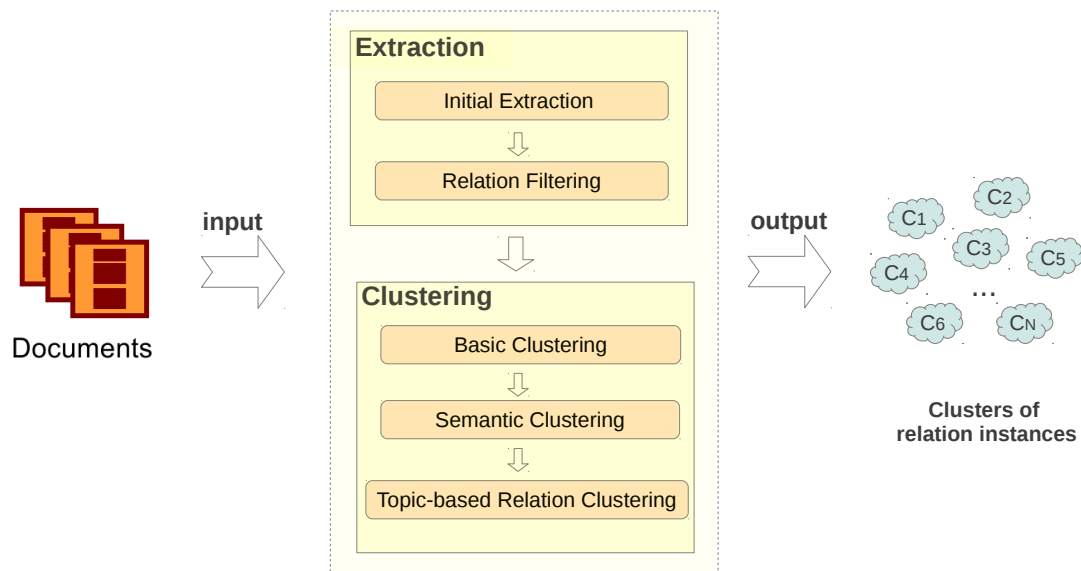 Extraction
Initial Extraction
Relation Filtering
input
Documents
Clustering
Basic Clustering
Semantic Clustering
Topic-based Relation Clustering
output
C1
C2
C3
C4
C5
...
C6
CN
Clusters of
relation instances